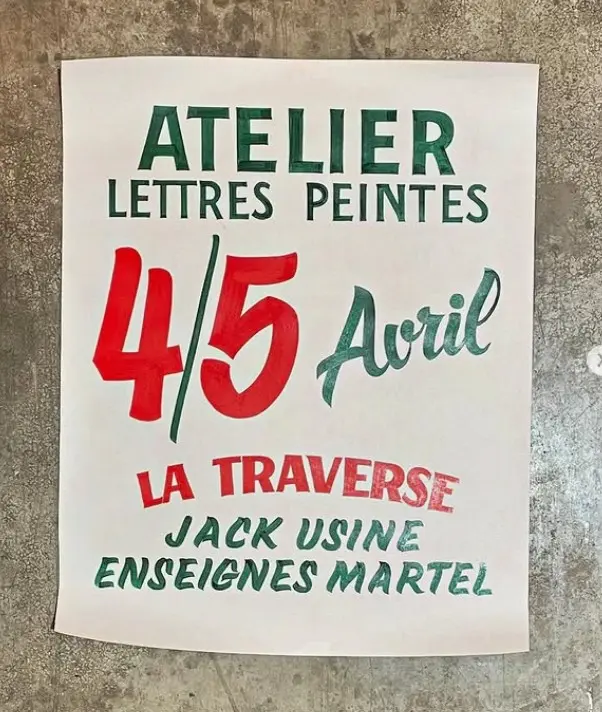 ATELIER
LETTRES PEINTES
4/5 Avril
LA TRAVERSE
JACK USINE
ENSEIGNES MARTEL